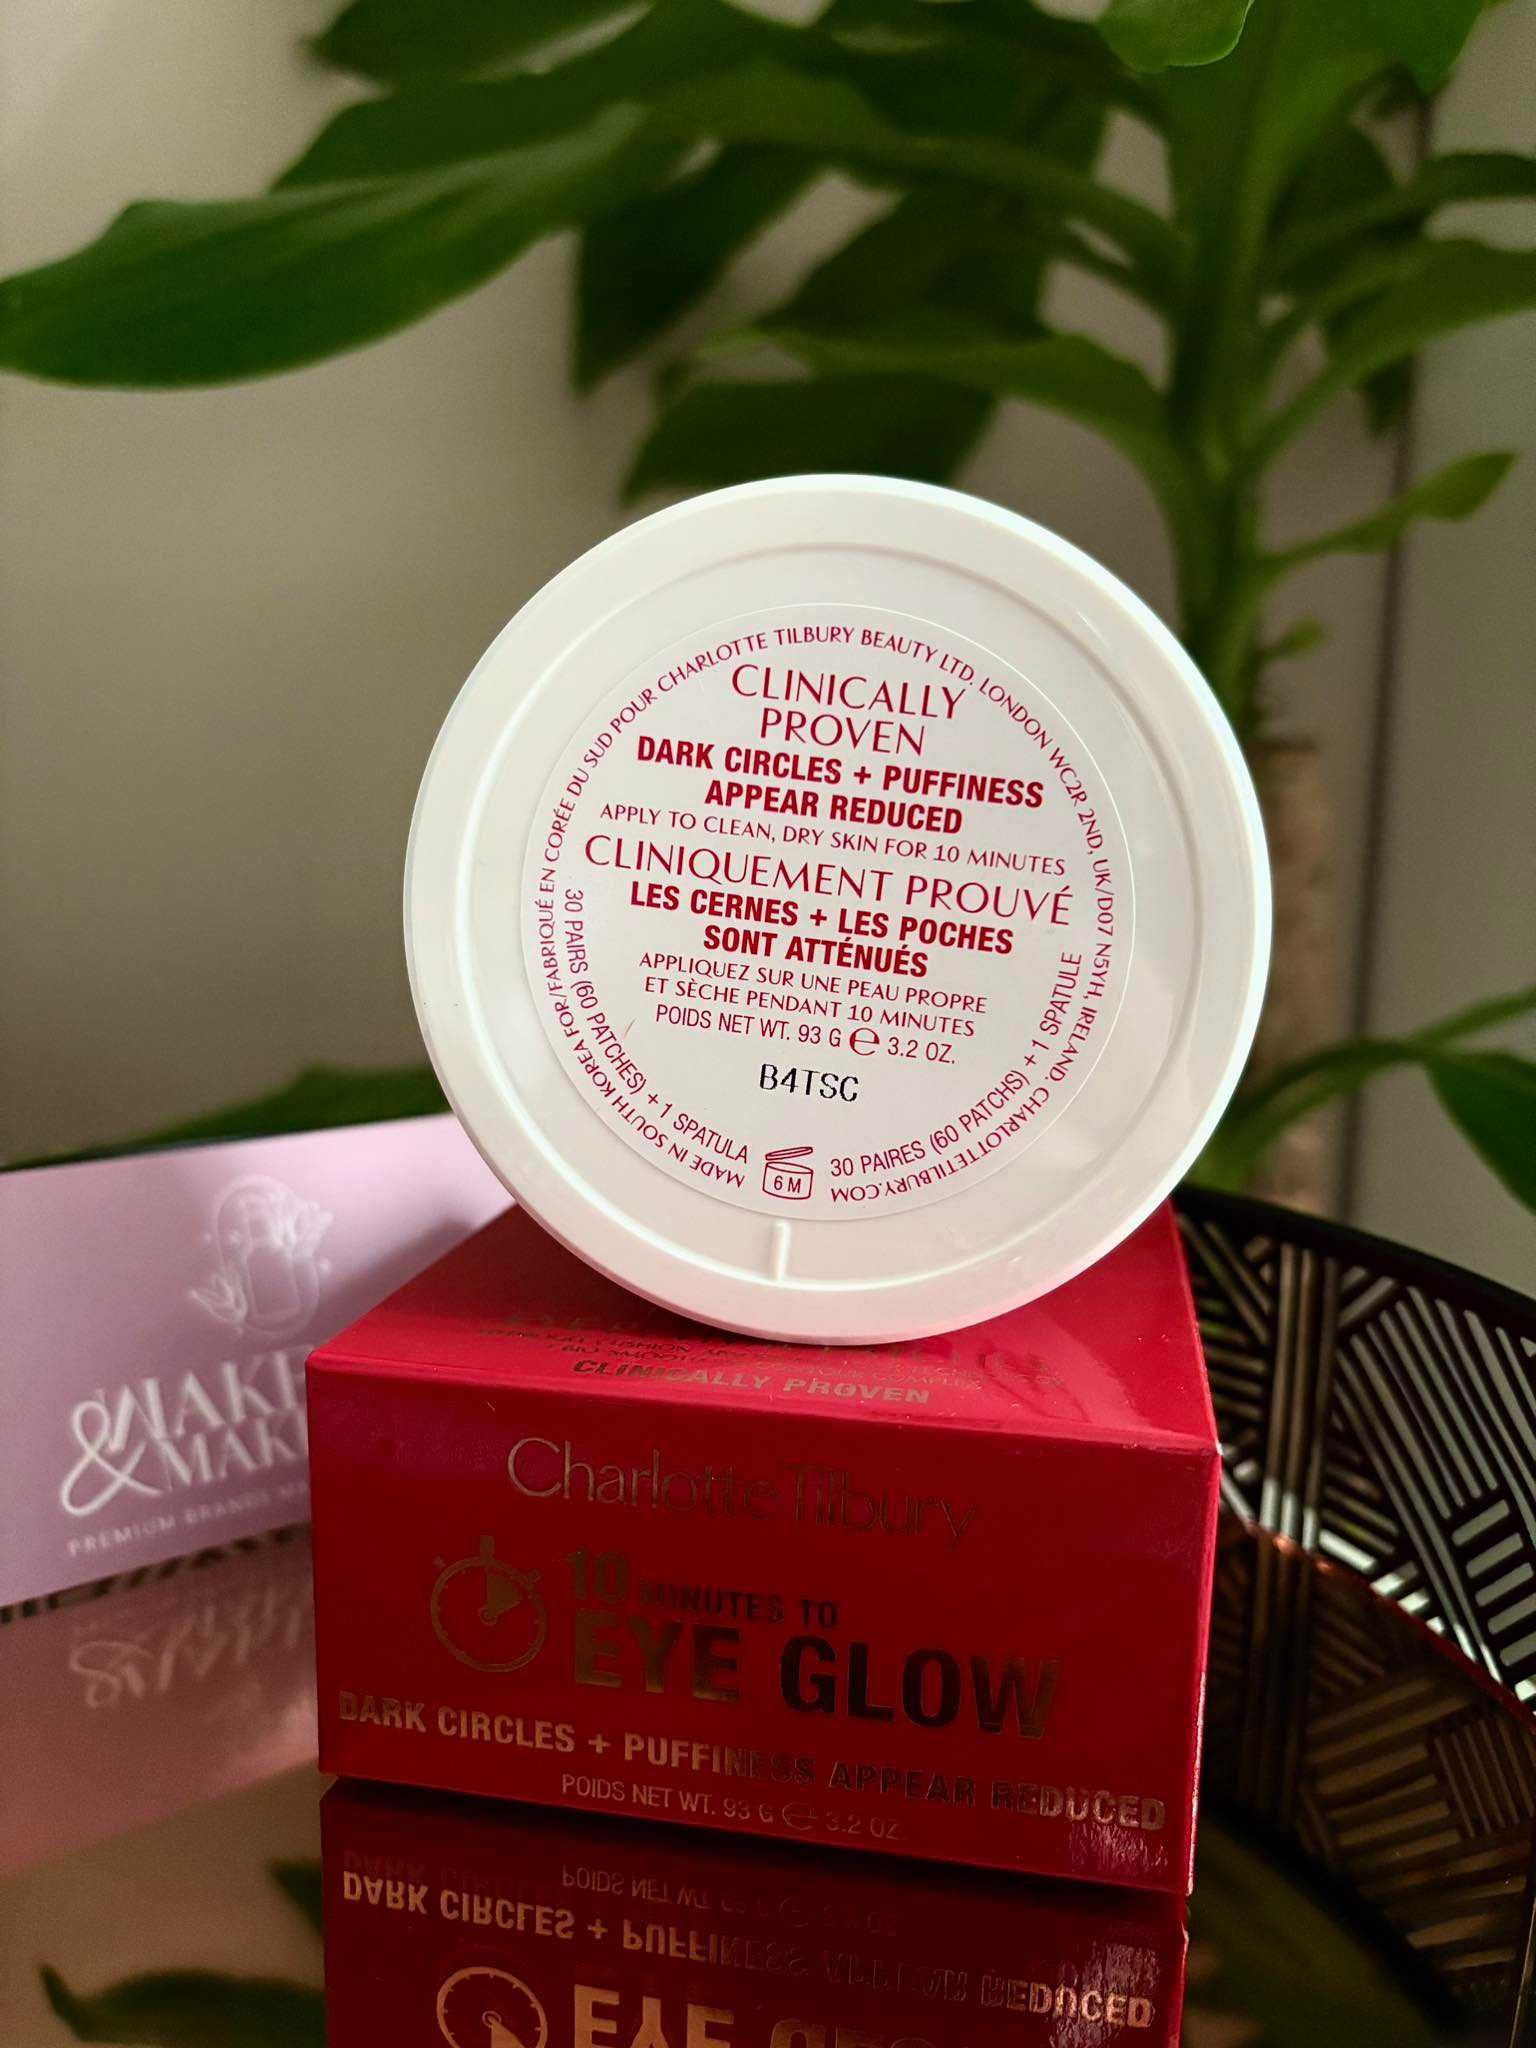 MADE IN SOUTH KOREA FOR/FABRIQUÉ EN CORÉE DU SUD POUR CHARLOTTE TILBURY BEAUTY LTD. LONDON WC2R 2ND, UK/D07 N5YH, IRELAND. CHARLOTTETILBURY.COM
CLINICALLY
PROVEN
DARK CIRCLES + PUFFINESS
APPEAR REDUCED
APPLY TO CLEAN, DRY SKIN FOR 10 MINUTES
CLINIQUEMENT PROUVÉ
LES CERNES + LES POCHES
SONT ATTÉNUÉS
APPLIQUEZ SUR UNE PEAU PROPRE
ET SÈCHE PENDANT 10 MINUTES
POIDS NET WT. 93 G e 3.2 OZ.
B4TSC
30 PAIRS (60 PATCHES) + 1 SPATULA
6 M
30 PAIRES (60 PATCHS) + 1 SPATULE
CLINICALLY PROVEN
Charlotte Tilbury
10 MINUTES TO
EYE GLOW
DARK CIRCLES + PUFFINESS APPEAR REDUCED
POIDS NET WT. 93 G e 3.2 OZ.
&
PREMIUM BRANDS